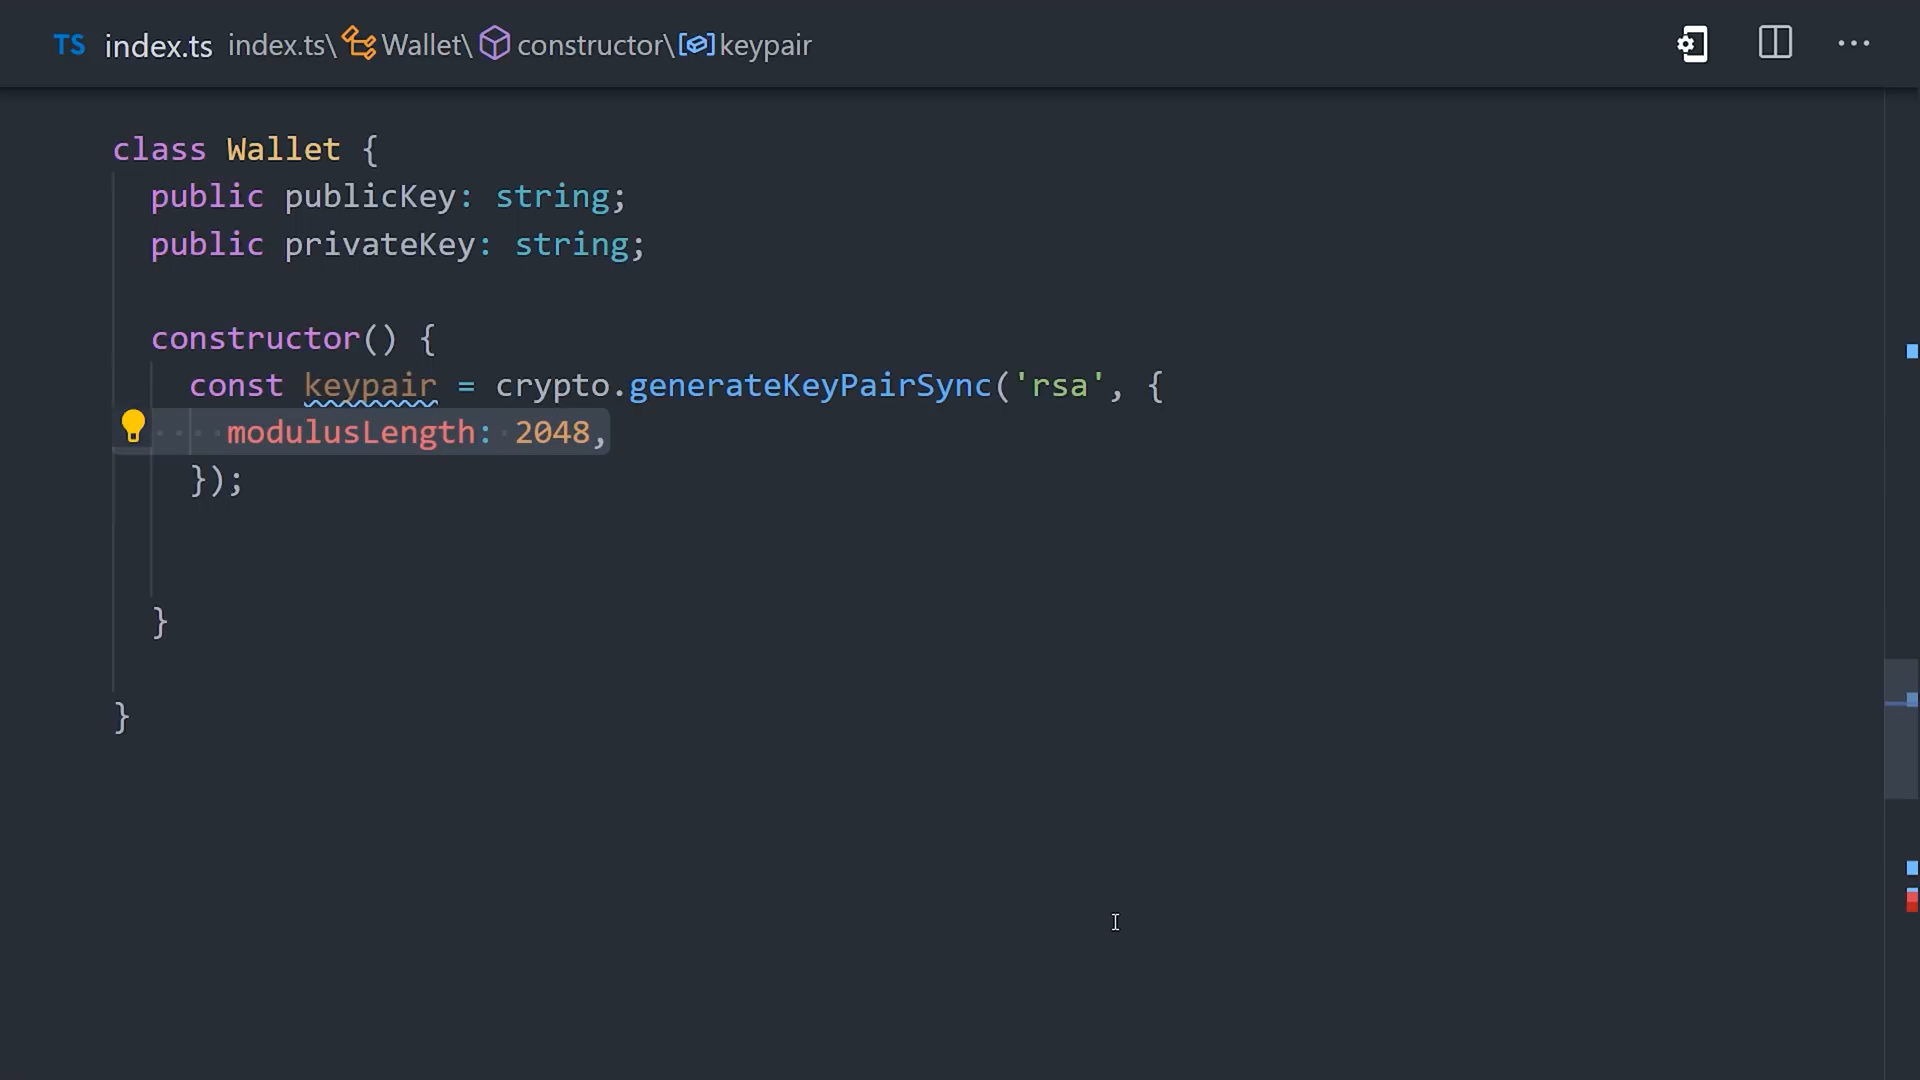 TS index.ts index.ts\Wallet\constructor\keypair
class Wallet {
public publicKey: string;
public privateKey: string;
constructor() {
const keypair = crypto.generateKeyPairSync('rsa', {
modulusLength: 2048,
});
}
}